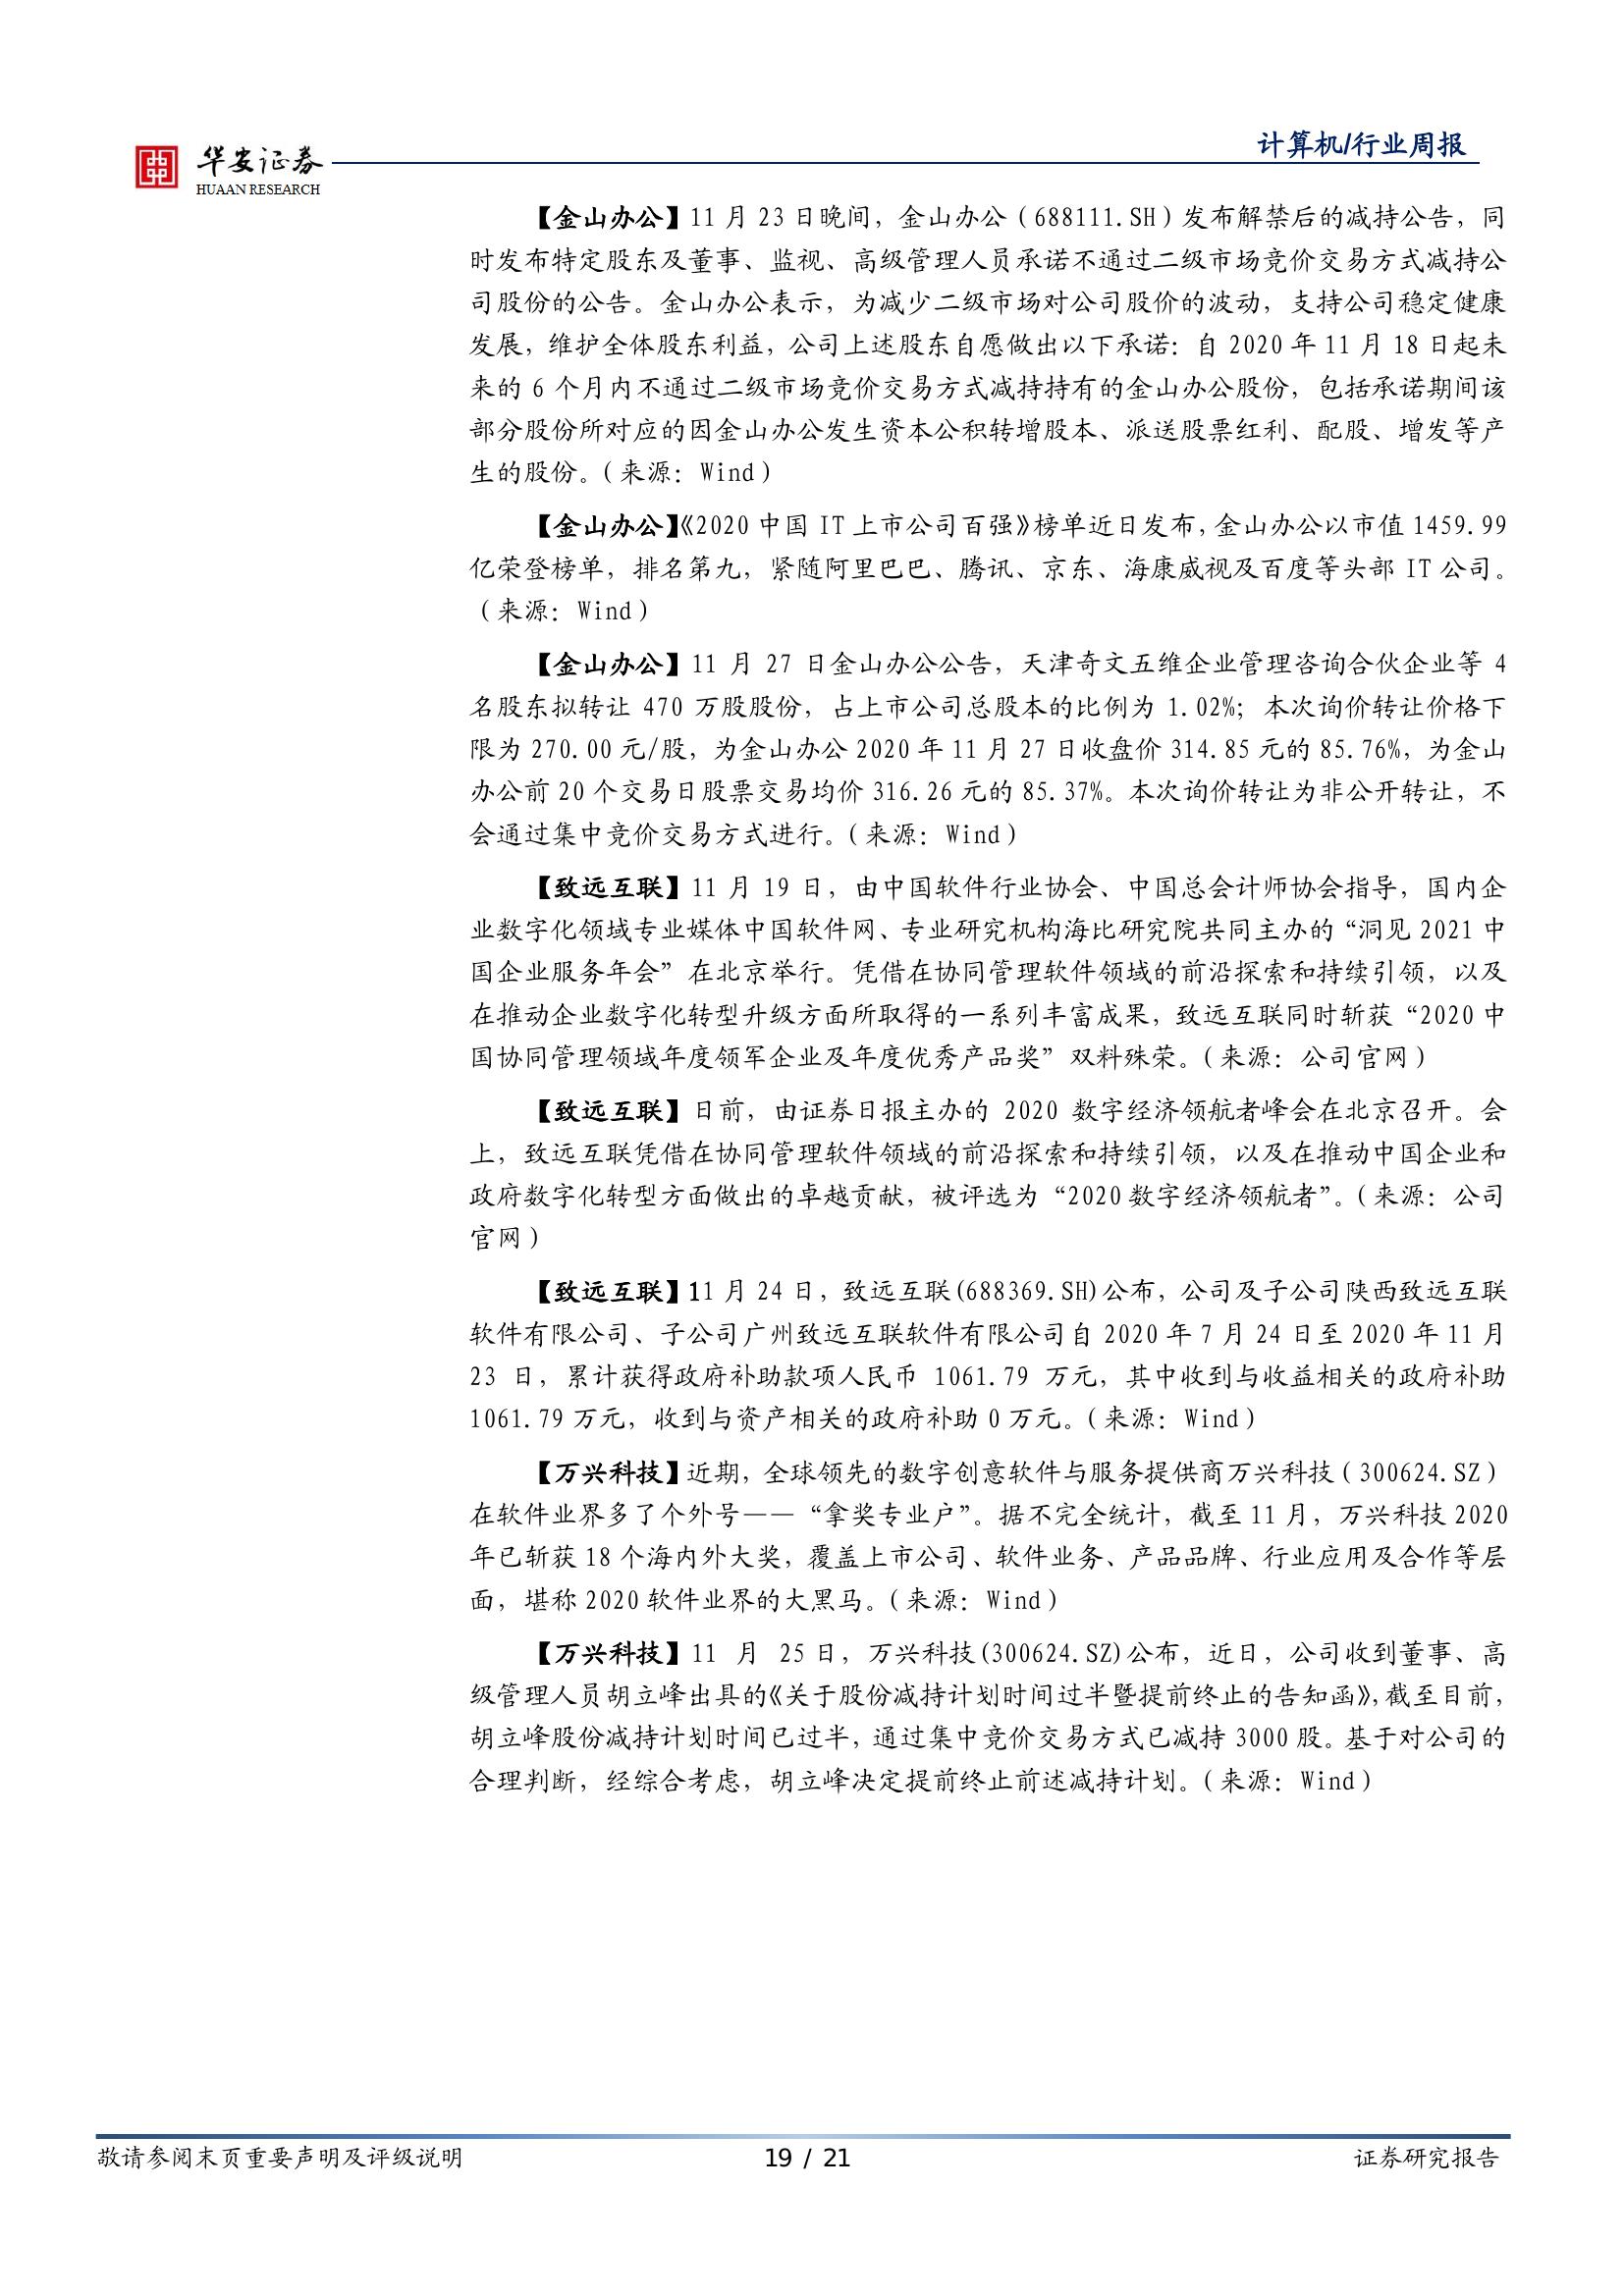 华安证券
HUAAN RESEARCH
计算机/行业周报
【金山办公】11 月 23 日晚间，金山办公（688111.SH）发布解禁后的减持公告，同
时发布特定股东及董事、监视、高级管理人员承诺不通过二级市场竞价交易方式减持公
司股份的公告。金山办公表示，为减少二级市场对公司股价的波动，支持公司稳定健康
发展，维护全体股东利益，公司上述股东自愿做出以下承诺：自 2020 年 11 月 18 日起未
来的 6 个月内不通过二级市场竞价交易方式减持持有的金山办公股份，包括承诺期间该
部分股份所对应的因金山办公发生资本公积转增股本、派送股票红利、配股、增发等产
生的股份。（来源：Wind）
【金山办公】《2020 中国 IT 上市公司百强》榜单近日发布，金山办公以市值 1459.99
亿荣登榜单，排名第九，紧随阿里巴巴、腾讯、京东、海康威视及百度等头部 IT 公司。
（来源：Wind）
【金山办公】11 月 27 日金山办公公告，天津奇文五维企业管理咨询合伙企业等 4
名股东拟转让 470 万股股份，占上市公司总股本的比例为 1.02%；本次询价转让价格下
限为 270.00 元/股，为金山办公 2020 年 11 月 27 日收盘价 314.85 元的 85.76%，为金山
办公前 20 个交易日股票交易均价 316.26 元的 85.37%。本次询价转让为非公开转让，不
会通过集中竞价交易方式进行。（来源：Wind）
【致远互联】11 月 19 日，由中国软件行业协会、中国总会计师协会指导，国内企
业数字化领域专业媒体中国软件网、专业研究机构海比研究院共同主办的“洞见 2021 中
国企业服务年会”在北京举行。凭借在协同管理软件领域的前沿探索和持续引领，以及
在推动企业数字化转型升级方面所取得的一系列丰富成果，致远互联同时斩获“2020 中
国协同管理领域年度领军企业及年度优秀产品奖”双料殊荣。（来源：公司官网）
【致远互联】日前，由证券日报主办的 2020 数字经济领航者峰会在北京召开。会
上，致远互联凭借在协同管理软件领域的前沿探索和持续引领，以及在推动中国企业和
政府数字化转型方面做出的卓越贡献，被评选为“2020 数字经济领航者”。（来源：公司
官网）
【致远互联】11 月 24 日，致远互联(688369.SH)公布，公司及子公司陕西致远互联
软件有限公司、子公司广州致远互联软件有限公司自 2020 年 7 月 24 日至 2020 年 11 月
23 日，累计获得政府补助款项人民币 1061.79 万元，其中收到与收益相关的政府补助
1061.79 万元，收到与资产相关的政府补助 0 万元。（来源：Wind）
【万兴科技】近期，全球领先的数字创意软件与服务提供商万兴科技（300624.SZ）
在软件业界多了个外号——“拿奖专业户”。据不完全统计，截至 11 月，万兴科技 2020
年已斩获 18 个海内外大奖，覆盖上市公司、软件业务、产品品牌、行业应用及合作等层
面，堪称 2020 软件业界的大黑马。（来源：Wind）
【万兴科技】11 月 25 日，万兴科技(300624.SZ)公布，近日，公司收到董事、高
级管理人员胡立峰出具的《关于股份减持计划时间过半暨提前终止的告知函》，截至目前，
胡立峰股份减持计划时间已过半，通过集中竞价交易方式已减持 3000 股。基于对公司的
合理判断，经综合考虑，胡立峰决定提前终止前述减持计划。（来源：Wind）
敬请参阅末页重要声明及评级说明
19 / 21
证券研究报告